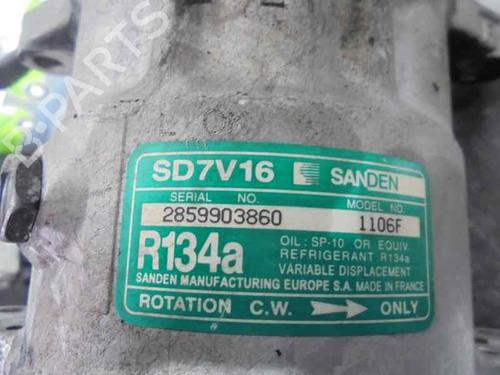 SD7V16 SANDEN
SERIAL NO. MODEL NO.
2859903860 1106F
R134a
OIL: SP-10 OR EQUIV.
REFRIGERANT: R134a
VARIABLE DISPLACEMENT
SANDEN MANUFACTURING EUROPE S.A. MADE IN FRANCE
ROTATION C.W. ONLY